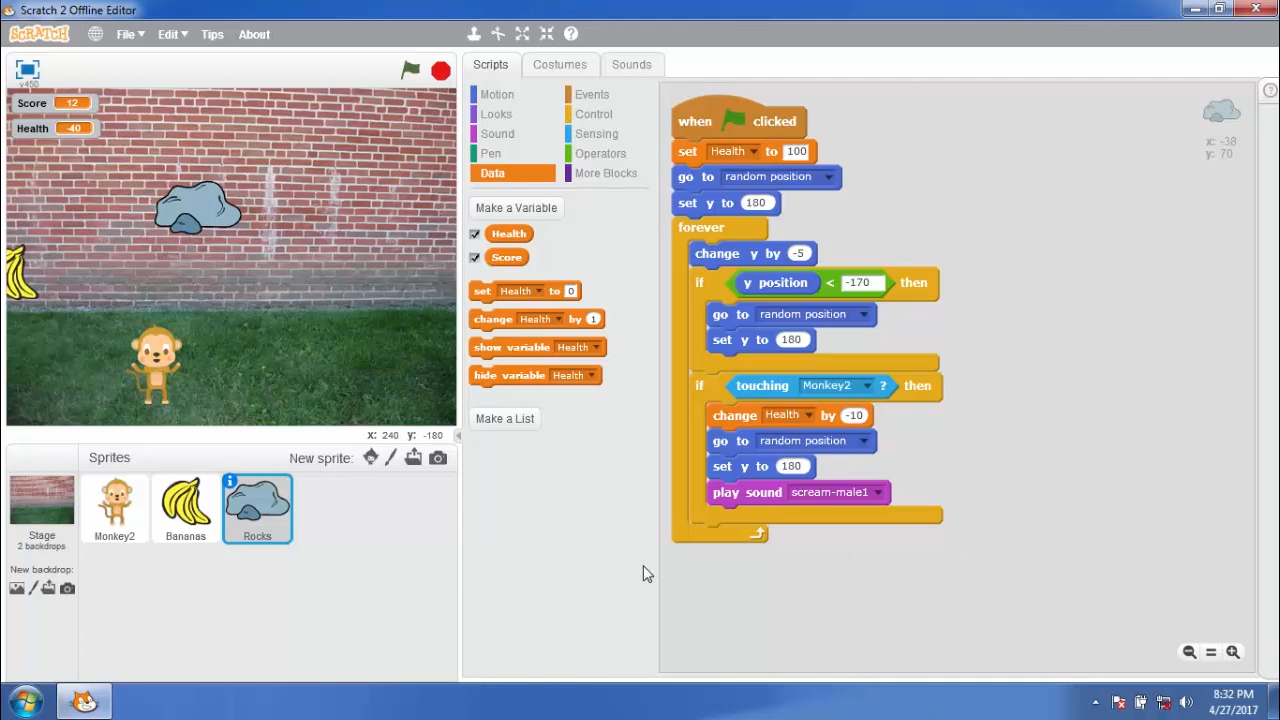 Scratch 2 Offline Editor
SCRATCH File Edit Tips About
v450
Score 12
Health -40
x: 240 y: -180
Sprites New sprite:
Stage
2 backdrops
New backdrop:
Monkey2 Bananas Rocks
Scripts Costumes Sounds
Motion Events
Looks Control
Sound Sensing
Pen Operators
Data More Blocks
Make a Variable
Health
Score
set Health to 0
change Health by 1
show variable Health
hide variable Health
Make a List
when clicked
set Health to 100
go to random position
set y to 180
forever
change y by -5
if y position < -170 then
go to random position
set y to 180
if touching Monkey2 ? then
change Health by -10
go to random position
set y to 180
play sound scream-male1
x: -38
y: 70
8:32 PM
4/27/2017